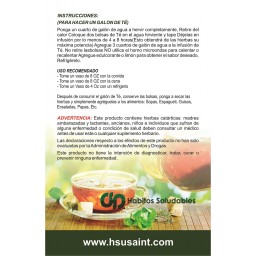 INSTRUCCIONES:
(PARA HACER UN GALON DE TÉ)
Ponga un cuarto de galón de agua a hervir completamente, Retire del
calor Coloque dos bolsas de Té en el agua hirviente y tape Déjelas en
infusión por lo menos de 4 a 8 horas(Esto obtendrá de las hierbas su
máxima potencia) Agregue 3 cuartos de galón de agua a la infusión de
Té. No retire las bolsas NO utilice el horno microondas para calentar o
recalentar Agregue edulcorante o limón para obtener el sabor deseado,
Refrigérelo.
USO RECOMENDADO
- Tome un vaso de 8 OZ con la comida
- Tome un vaso de 8 OZ con la cena
- Tome un Vaso de 4 OZ con un refrigerio
Después de consumir el galón de Té, conserve las bolsas, ponga a secar las
hierbas y simplemente agréguelas a los alimentos: Sopas, Espagueti, Guisos,
Ensaladas, Papas, Etc.
ADVERTENCIA: Este producto contiene hierbas catárticas: madres
embarazadas y lactantes, ancianos, niños e individuos que sufran de
alguna enfermedad o condición de salud deben consultar un médico
antes de usar este o cualquier suplemento herbario.
Las declaraciones respecto a los efectos de este producto no han sido
evaluadas por la Administración de Alimentos y Drogas.
Este producto no tiene la intención de diagnosticar, tratar, curar o
prevenir enfermedad.
Habitos Saludables
www.hsusaint.com